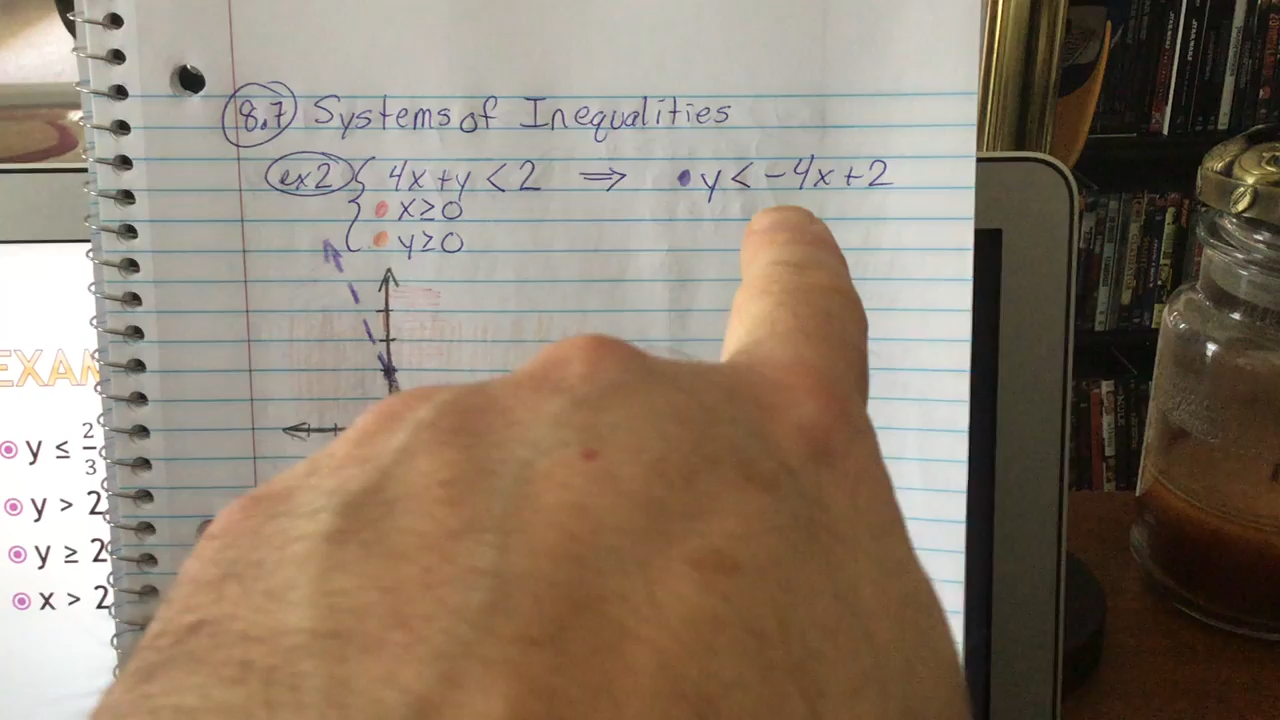 8.7 Systems of Inequalities
ex2 { 4x+y < 2 ⇒ • y < -4x+2
• x ≥ 0
• y ≥ 0
EXAM
y ≤ 2/3
y > 2
y ≥ 2
x > 2